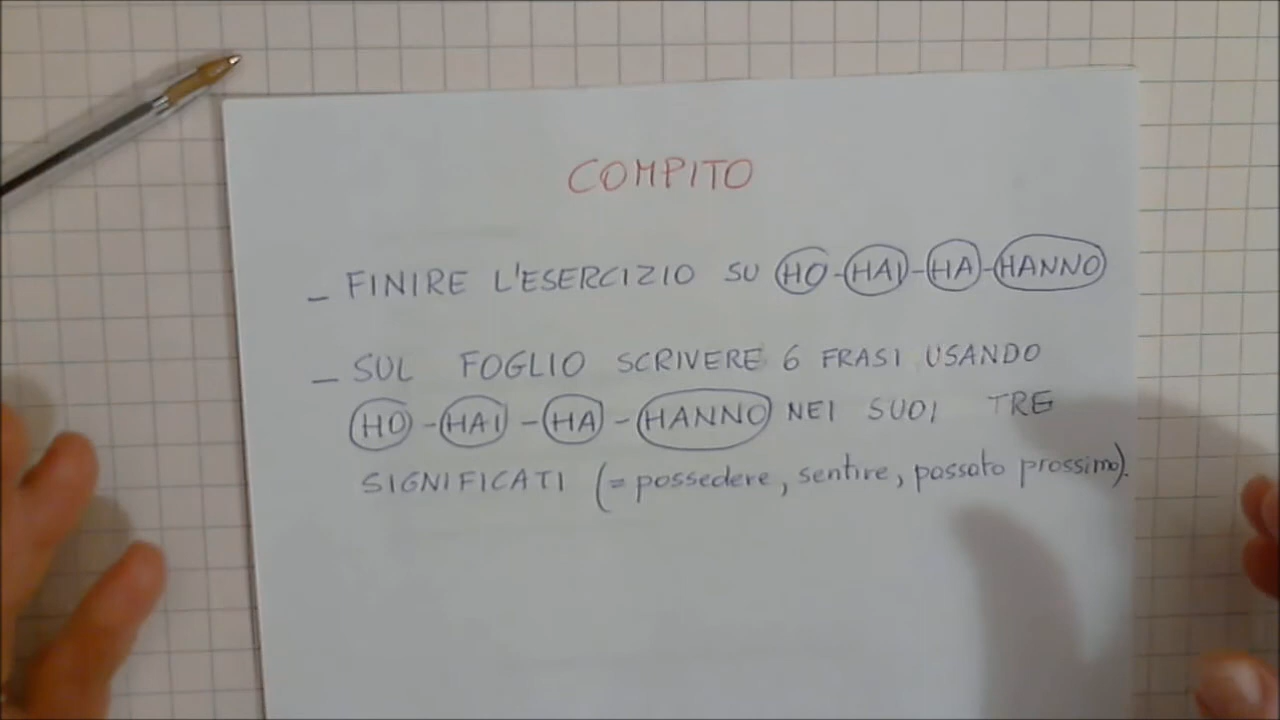 COMPITO
_ FINIRE L'ESERCIZIO SU HO - HAI - HA - HANNO
_ SUL FOGLIO SCRIVERE 6 FRASI USANDO
HO - HAI - HA - HANNO NEI SUOI TRE
SIGNIFICATI (= possedere, sentire, passato prossimo).